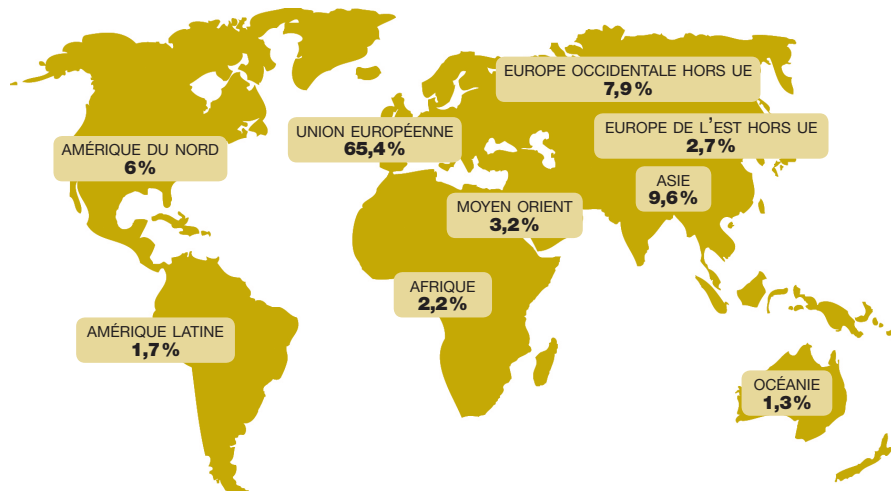 EUROPE OCCIDENTALE HORS UE
7,9%
UNION EUROPÉENNE
65,4%
EUROPE DE L'EST HORS UE
2,7%
AMÉRIQUE DU NORD
6%
ASIE
9,6%
MOYEN ORIENT
3,2%
AFRIQUE
2,2%
AMÉRIQUE LATINE
1,7%
OCÉANIE
1,3%